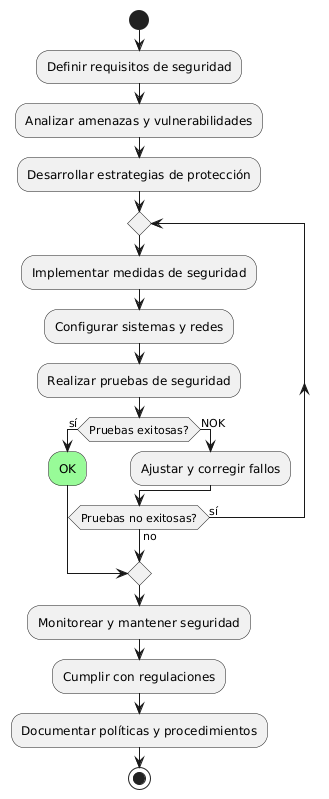 Definir requisitos de seguridad
Analizar amenazas y vulnerabilidades
Desarrollar estrategias de protección
Implementar medidas de seguridad
Configurar sistemas y redes
Realizar pruebas de seguridad
Pruebas exitosas?
sí
NOK
OK
Ajustar y corregir fallos
Pruebas no exitosas?
sí
no
Monitorear y mantener seguridad
Cumplir con regulaciones
Documentar políticas y procedimientos